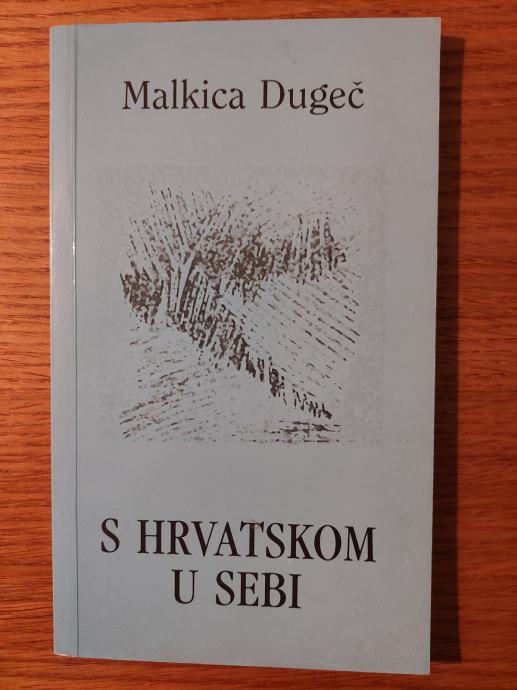 Malkica Dugeč
S HRVATSKOM
U SEBI